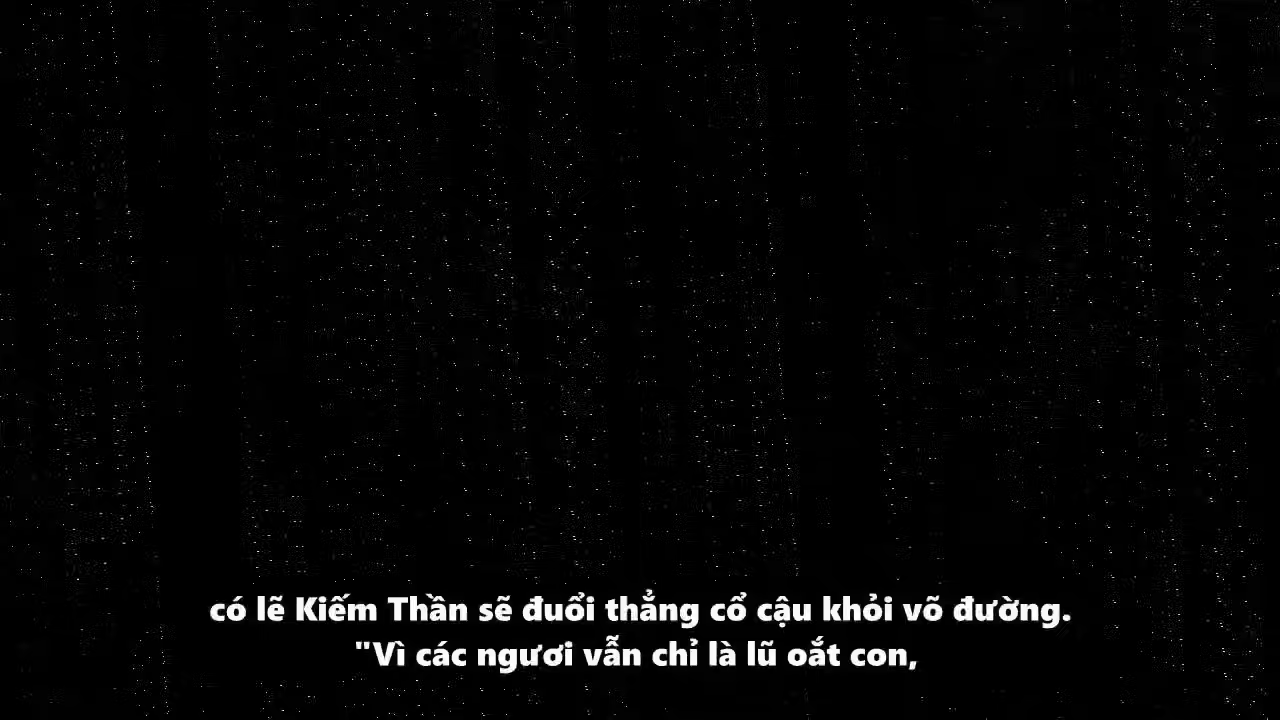 có lẽ Kiếm Thần sẽ đuổi thẳng cổ cậu khỏi võ đường.
"Vì các ngươi vẫn chỉ là lũ oắt con,